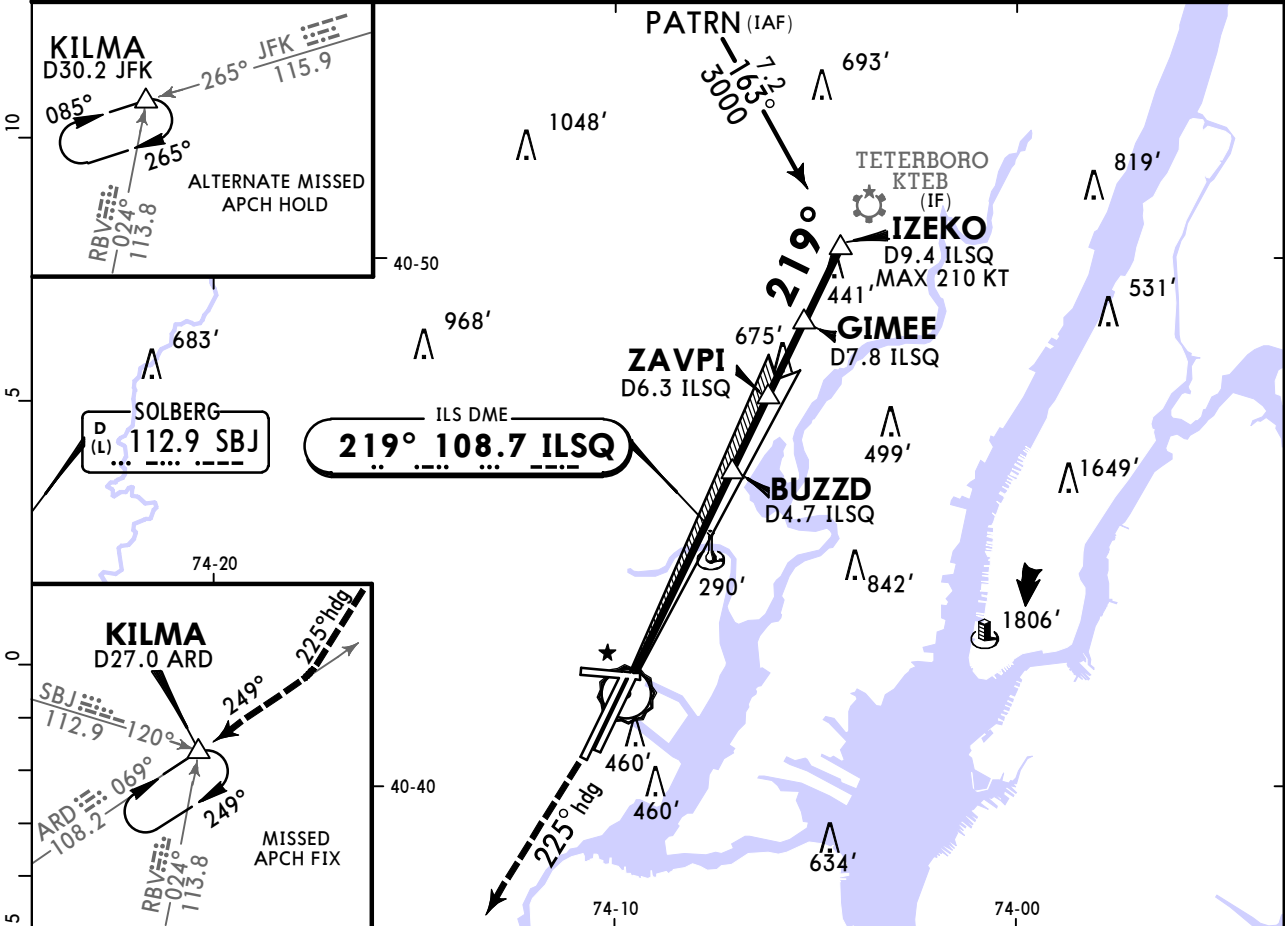 KILMA
D30.2 JFK
JFK
265°
115.9
085°
265°
ALTERNATE MISSED
APCH HOLD
RBV
024°
113.8
10
PATRN (IAF)
7.2
163°
3000
693'
1048'
TETERBORO
KTEB
(IF)
819'
219°
IZEKO
D9.4 ILSQ
MAX 210 KT
40-50
441'
531'
683'
968'
675'
GIMEE
D7.8 ILSQ
ZAVPI
D6.3 ILSQ
5
SOLBERG
D
(L) 112.9 SBJ
ILS DME
219° 108.7 ILSQ
499'
1649'
BUZZD
D4.7 ILSQ
74-20
290'
842'
1806'
KILMA
D27.0 ARD
225° hdg
249°
0
SBJ
112.9
120°
069°
ARD
108.2
249°
RBV
024°
113.8
MISSED
APCH FIX
460'
460'
40-40
225° hdg
634'
5
74-10
74-00